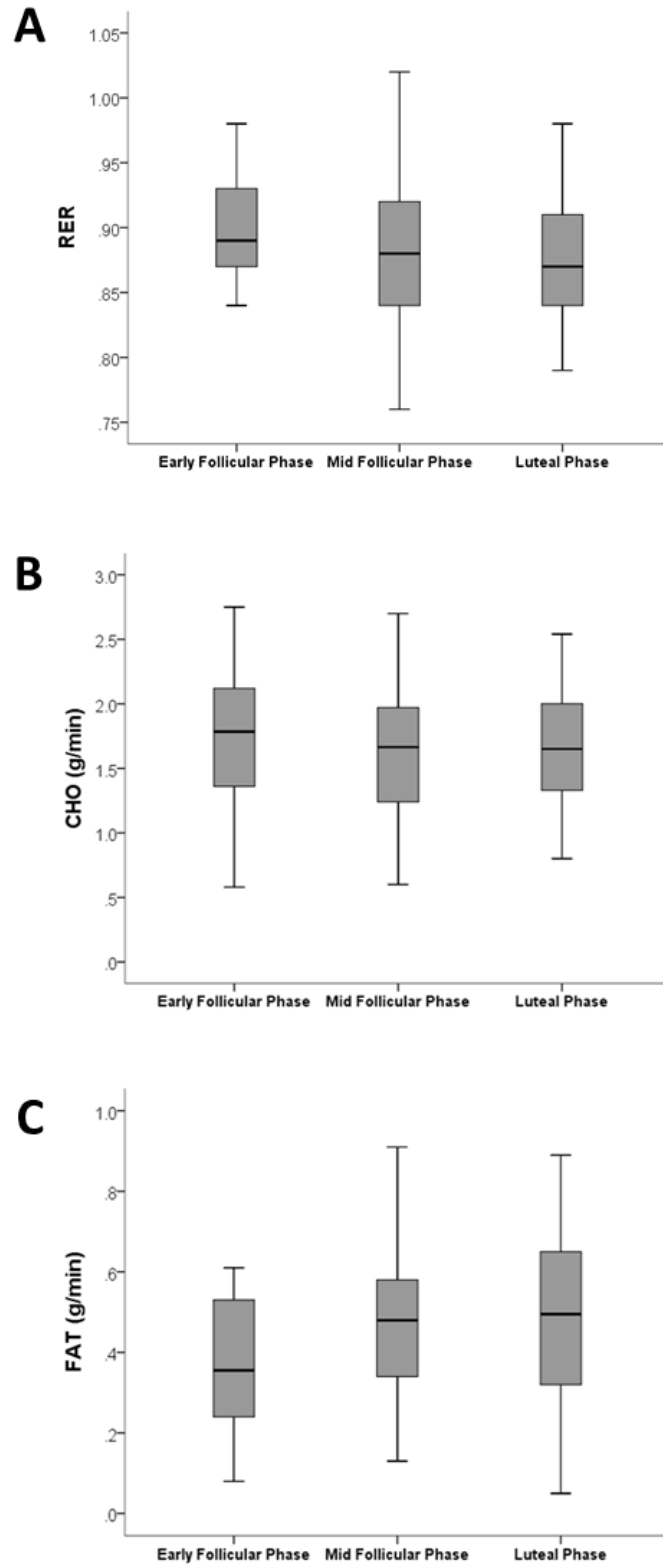 A
1.05
1.00
.95
.90
.85
.80
.75
RER
Early Follicular Phase Mid Follicular Phase Luteal Phase
B
3.0
2.5
2.0
1.5
1.0
.5
.0
CHO (g/min)
Early Follicular Phase Mid Follicular Phase Luteal Phase
C
1.0
.8
.6
.4
.2
.0
FAT (g/min)
Early Follicular Phase Mid Follicular Phase Luteal Phase